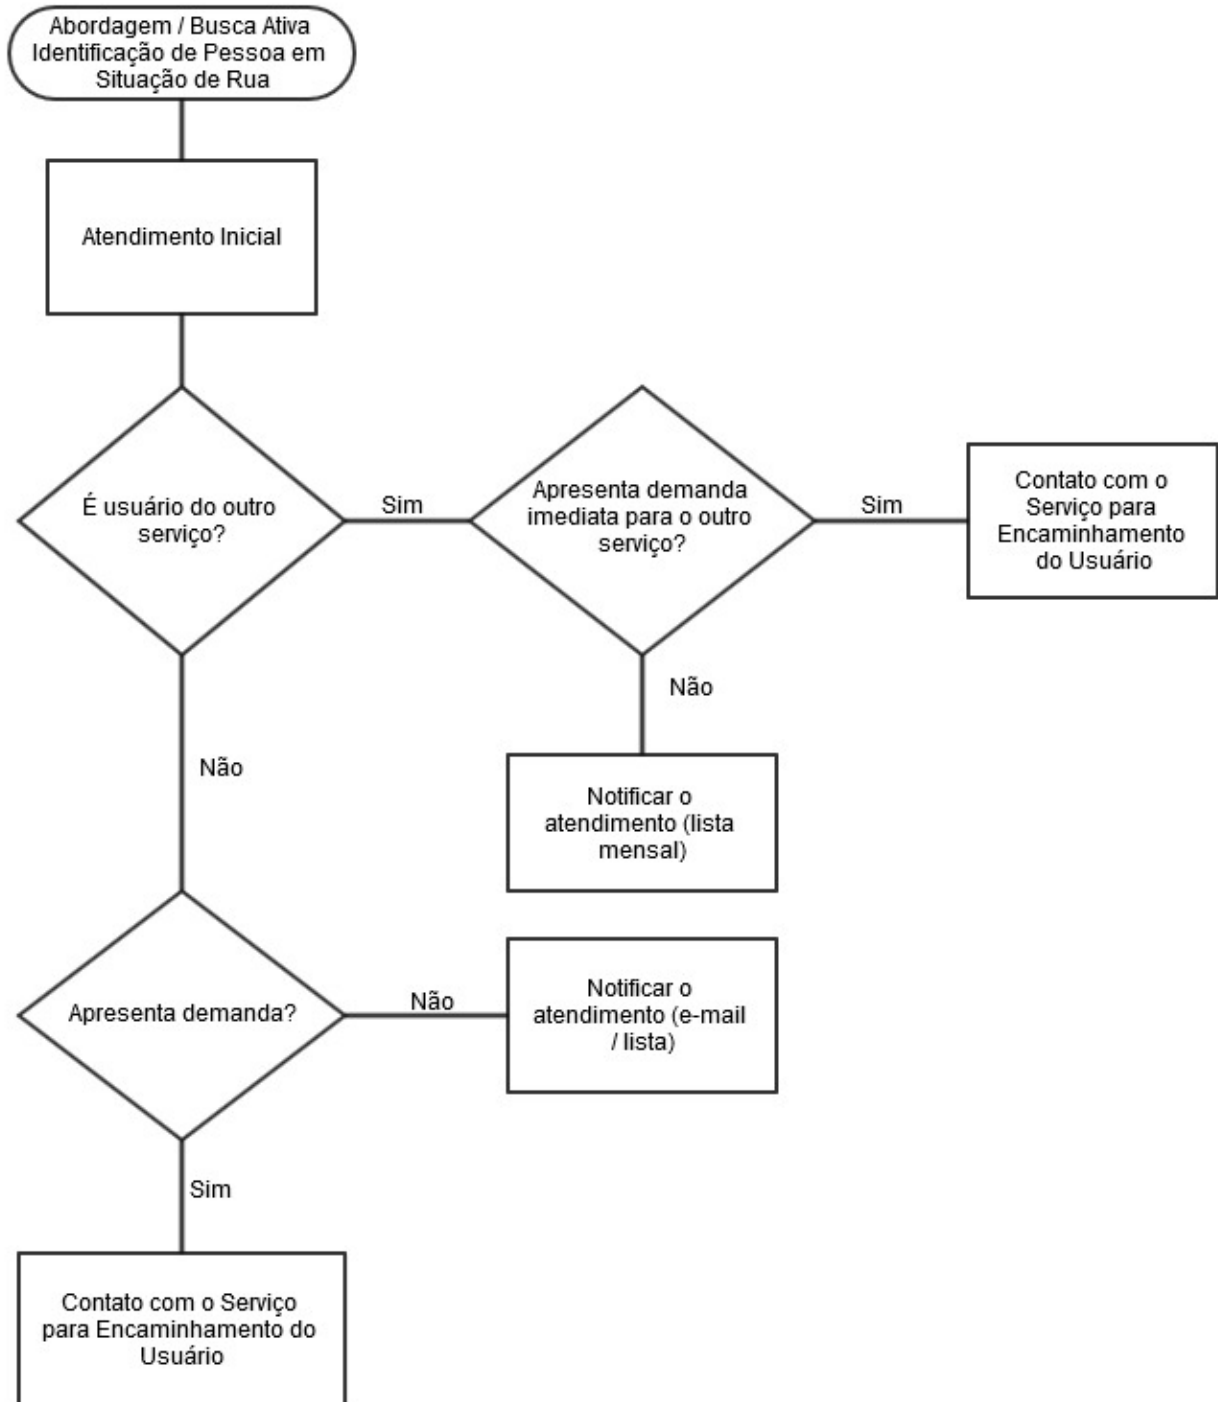 Abordagem / Busca Ativa
Identificação de Pessoa em
Situação de Rua
Atendimento Inicial
É usuário do outro
serviço?
Sim
Apresenta demanda
imediata para o outro
serviço?
Sim
Contato com o
Serviço para
Encaminhamento
do Usuário
Não
Notificar o
atendimento (lista
mensal)
Não
Apresenta demanda?
Não
Notificar o
atendimento (e-mail
/ lista)
Sim
Contato com o Serviço
para Encaminhamento do
Usuário